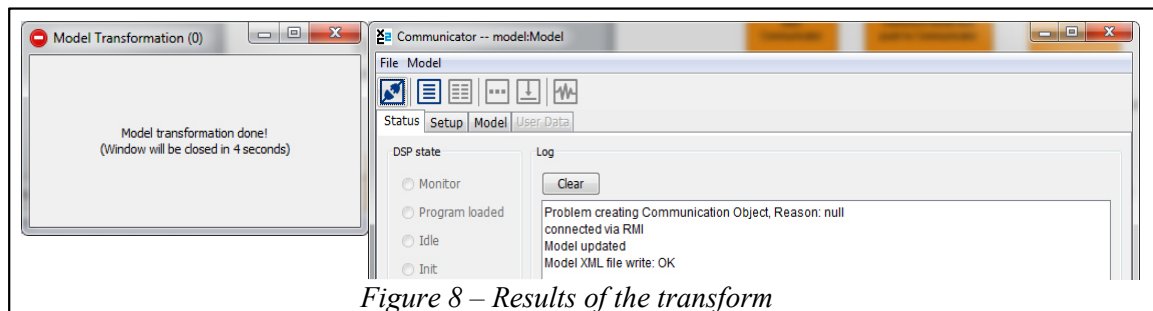 Model Transformation (0)
Model transformation done!
(Window will be closed in 4 seconds)
Communicator -- model:Model
File Model
Status Setup Model User Data
DSP state
Monitor
Program loaded
Idle
Init
Log
Clear
Problem creating Communication Object, Reason: null
connected via RMI
Model updated
Model XML file write: OK
Figure 8 – Results of the transform